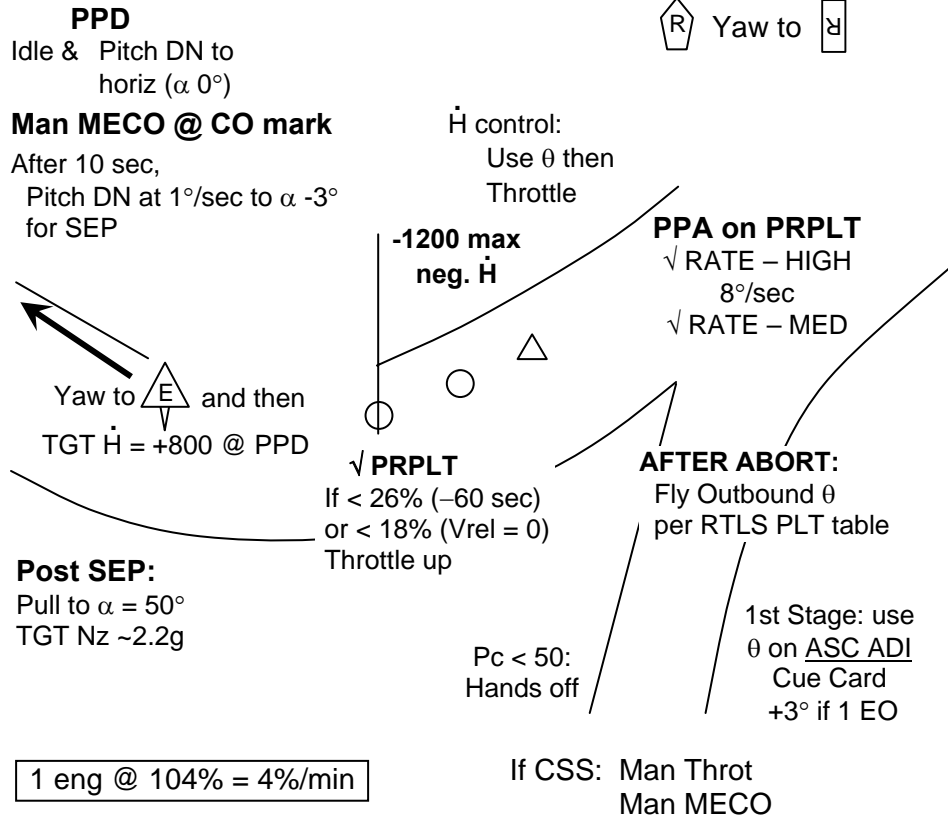 PPD
Idle & Pitch DN to
horiz (α 0°)
Man MECO @ CO mark
After 10 sec,
Pitch DN at 1°/sec to α -3°
for SEP
R Yaw to R
Ḣ control:
Use θ then
Throttle
-1200 max
neg. Ḣ
PPA on PRPLT
√ RATE – HIGH
8°/sec
√ RATE – MED
Yaw to E and then
TGT Ḣ = +800 @ PPD
√ PRPLT
If < 26% (–60 sec)
or < 18% (Vrel = 0)
Throttle up
AFTER ABORT:
Fly Outbound θ
per RTLS PLT table
Post SEP:
Pull to α = 50°
TGT Nz ~2.2g
Pc < 50:
Hands off
1st Stage: use
θ on ASC ADI
Cue Card
+3° if 1 EO
1 eng @ 104% = 4%/min
If CSS: Man Throt
Man MECO